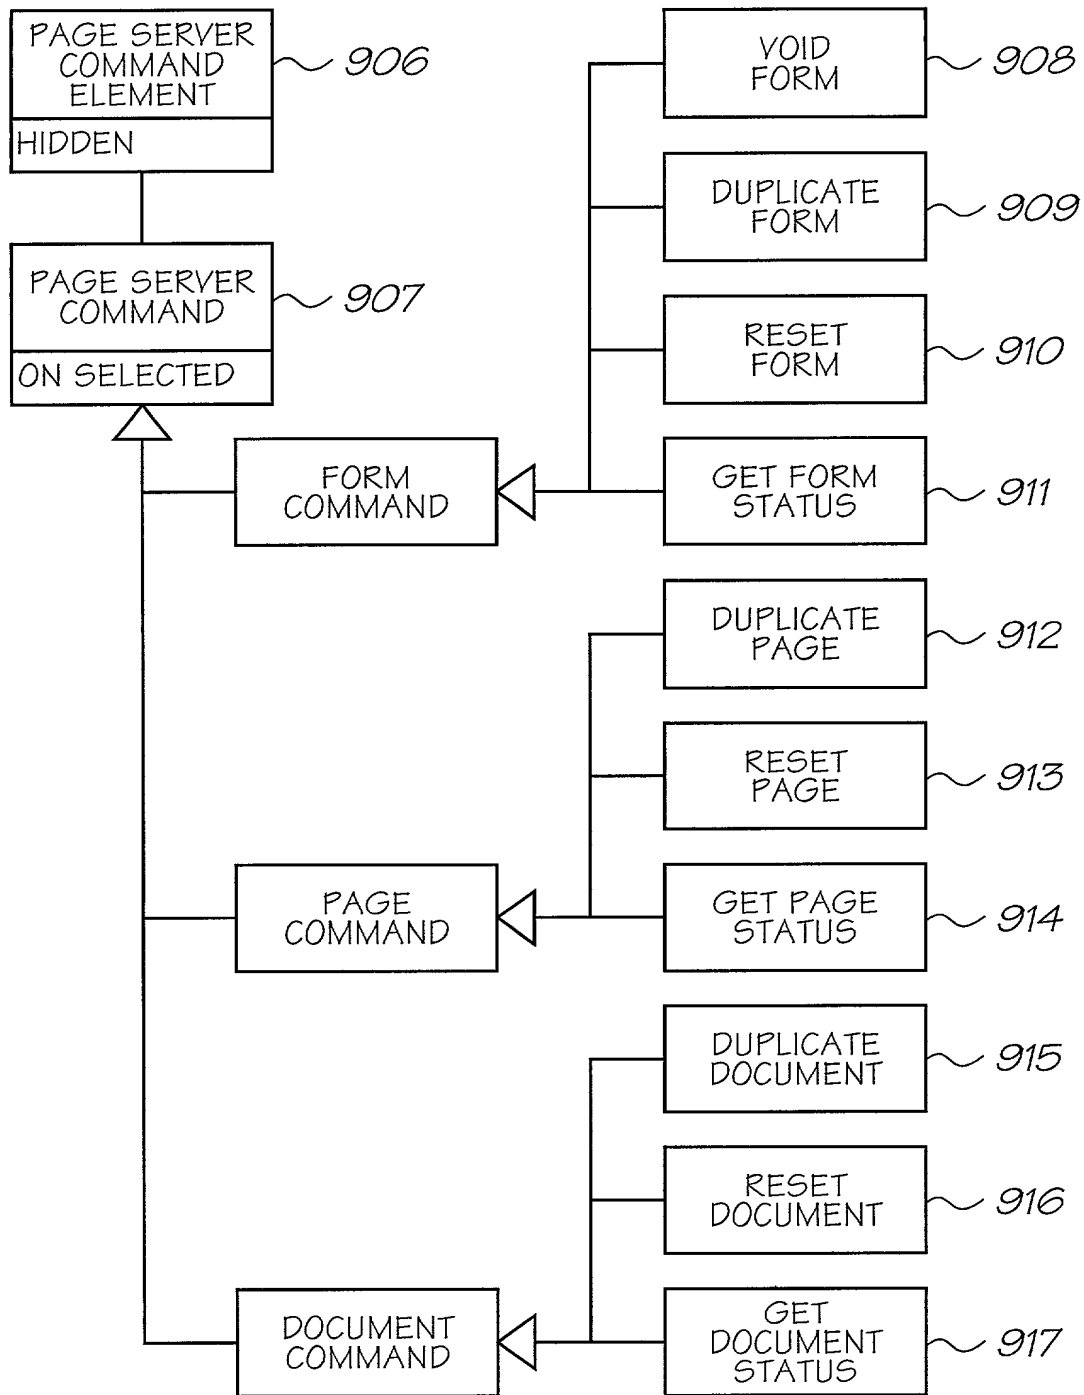 PAGE SERVER
COMMAND
ELEMENT
906
HIDDEN
PAGE SERVER
COMMAND
907
ON SELECTED
FORM
COMMAND
VOID
FORM
908
DUPLICATE
FORM
909
RESET
FORM
910
GET FORM
STATUS
911
PAGE
COMMAND
DUPLICATE
PAGE
912
RESET
PAGE
913
GET PAGE
STATUS
914
DOCUMENT
COMMAND
DUPLICATE
DOCUMENT
915
RESET
DOCUMENT
916
GET
DOCUMENT
STATUS
917